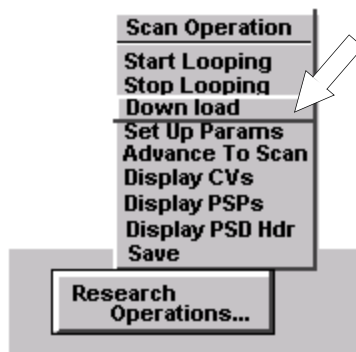 Scan Operation
Start Looping
Stop Looping
Down load
Set Up Params
Advance To Scan
Display CVs
Display PSPs
Display PSD Hdr
Save
Research
Operations...